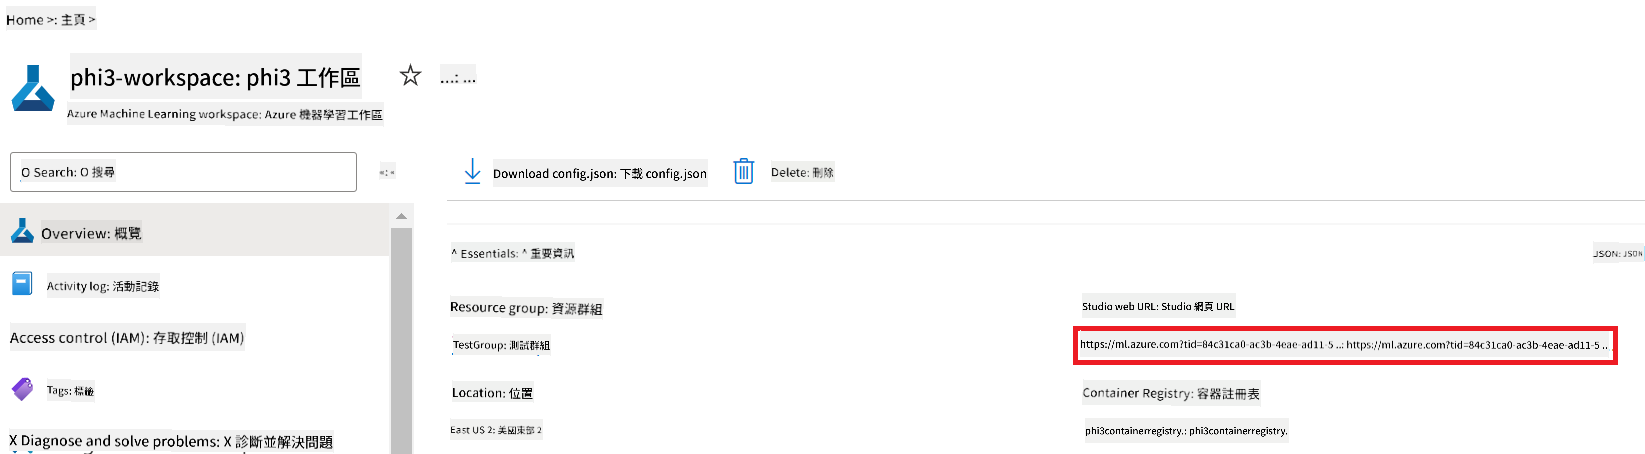 Home >: 主頁 >
phi3-workspace: phi3 工作區
...: ...
Azure Machine Learning workspace: Azure 機器學習工作區
O Search: O 搜尋
«: «
Download config.json: 下載 config.json
Delete: 刪除
Overview: 概覽
^ Essentials: ^ 重要資訊
JSON: JSON
Activity log: 活動記錄
Resource group: 資源群組
Studio web URL: Studio 網頁 URL
Access control (IAM): 存取控制 (IAM)
TestGroup: 測試群組
https://ml.azure.com?tid=84c31ca0-ac3b-4eae-ad11-5 ..: https://ml.azure.com?tid=84c31ca0-ac3b-4eae-ad11-5 ..
Tags: 標籤
Location: 位置
Container Registry: 容器註冊表
East US 2: 美國東部 2
phi3containerregistry.: phi3containerregistry.
X Diagnose and solve problems: X 診斷並解決問題